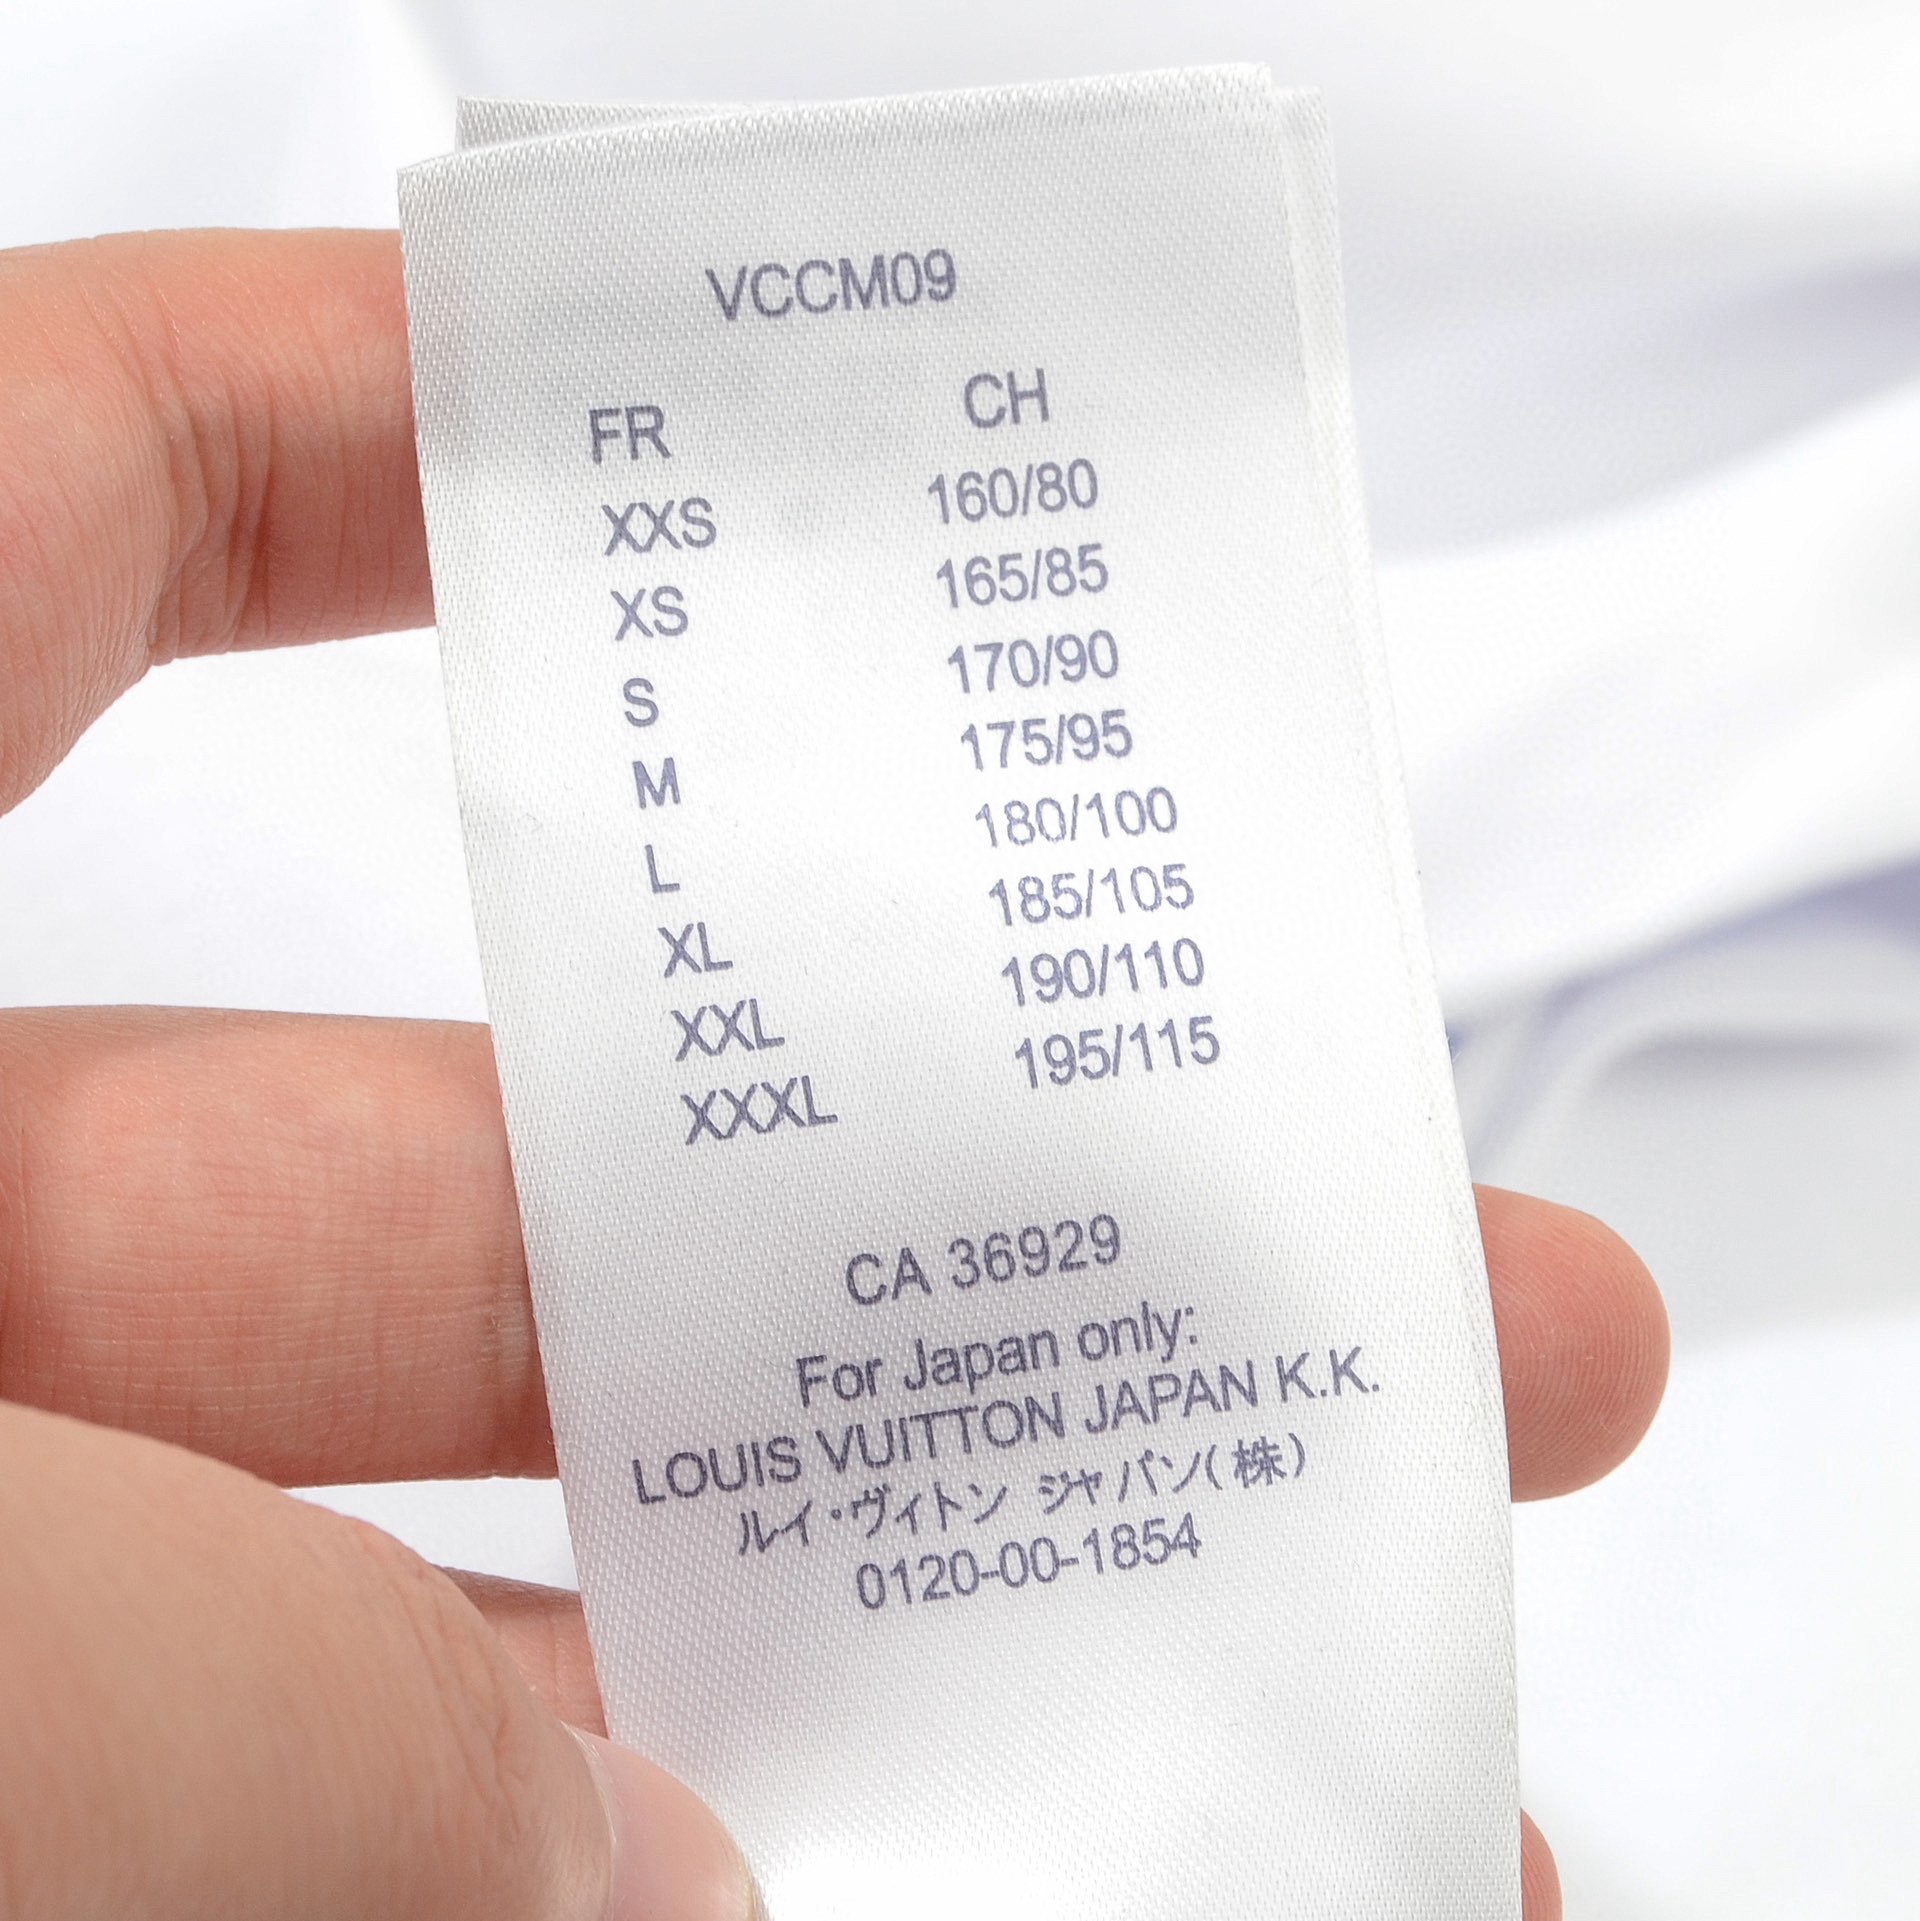 VCCM09
FR CH
XXS 160/80
XS 165/85
S 170/90
M 175/95
L 180/100
XL 185/105
XXL 190/110
XXXL 195/115
CA 36929
For Japan only:
LOUIS VUITTON JAPAN K.K.
ルイ・ヴィトン ジャパン(株)
0120-00-1854